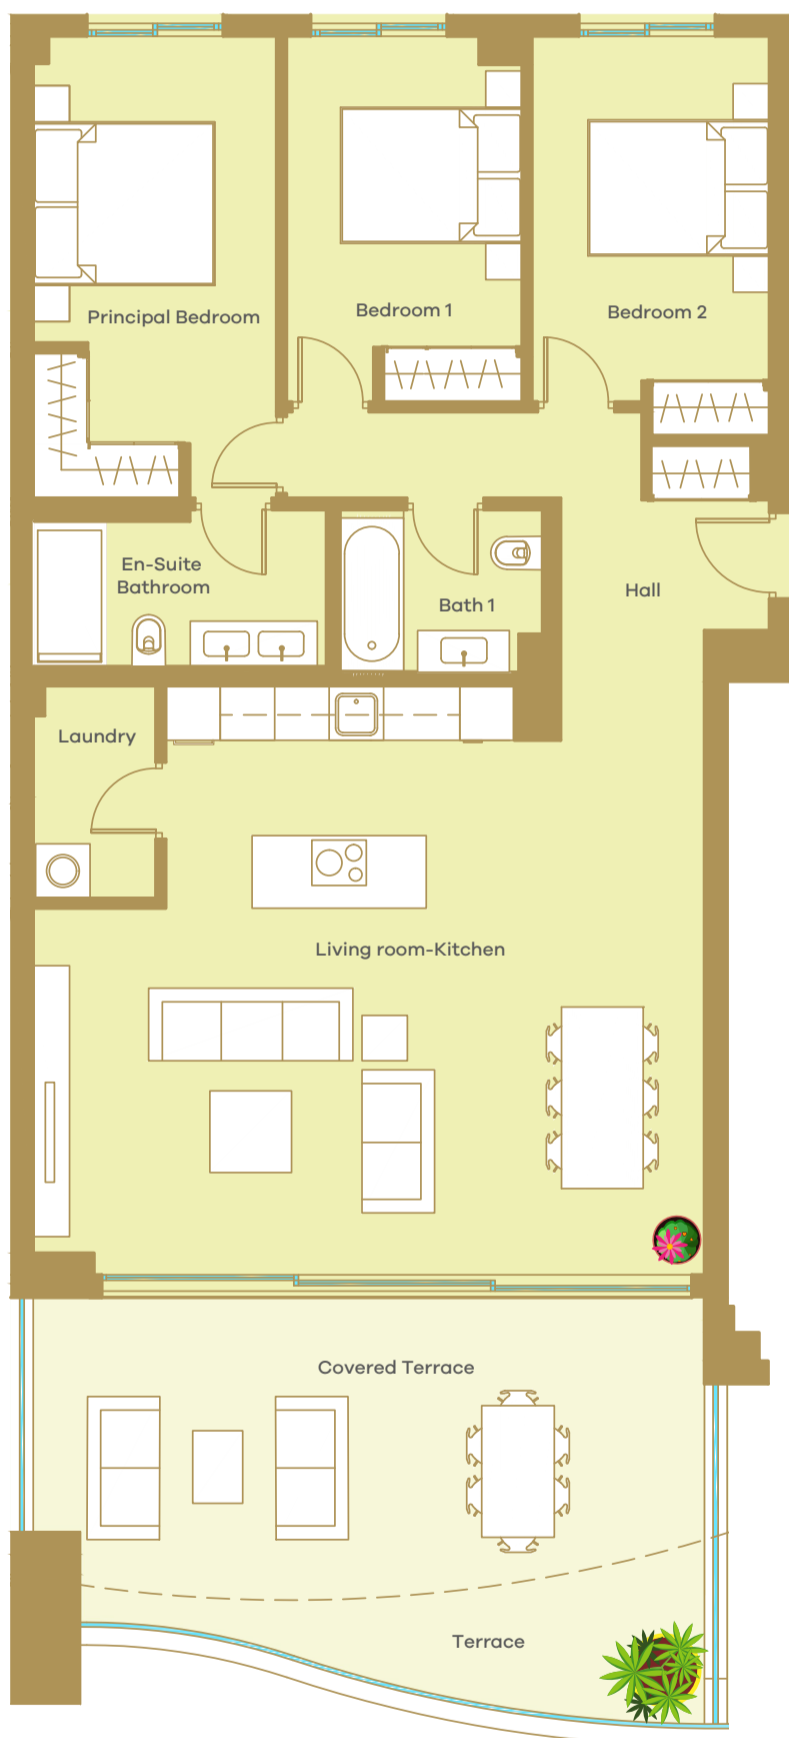 Principal Bedroom
Bedroom 1
Bedroom 2
En-Suite
Bathroom
Bath 1
Hall
Laundry
Living room-Kitchen
Covered Terrace
Terrace